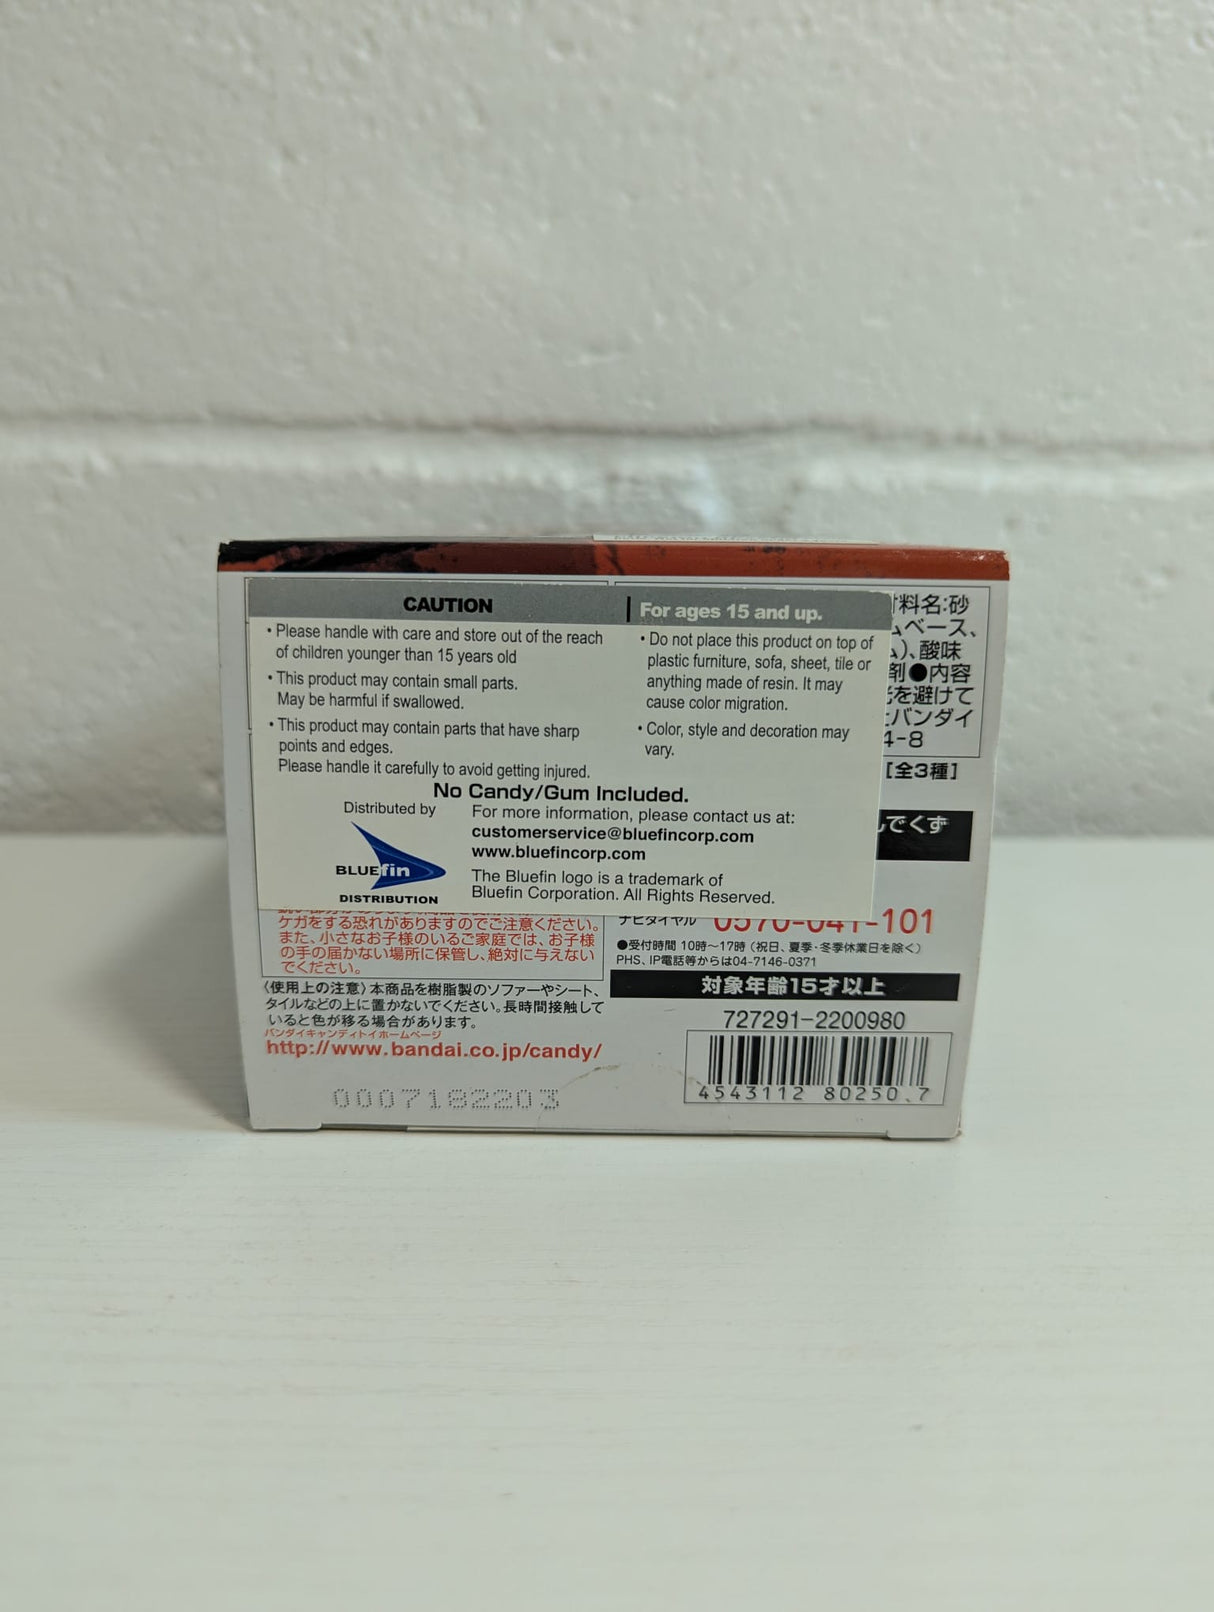 CAUTION
For ages 15 and up.
• Please handle with care and store out of the reach
of children younger than 15 years old
• This product may contain small parts.
May be harmful if swallowed.
• This product may contain parts that have sharp
points and edges.
Please handle it carefully to avoid getting injured.
• Do not place this product on top of
plastic furniture, sofa, sheet, tile or
anything made of resin. It may
cause color migration.
• Color, style and decoration may
vary.
No Candy/Gum Included.
Distributed by
BLUEfin
DISTRIBUTION
For more information, please contact us at:
customerservice@bluefincorp.com
www.bluefincorp.com
The Bluefin logo is a trademark of
Bluefin Corporation. All Rights Reserved.
料名:砂
ムベース、
)、酸味
剤●内容
を避けて
バンダイ
4-8
[全3種]
でくず
ケガをする恐れがありますのでご注意ください。
また、小さなお子様のいるご家庭では、お子様
の手の届かない場所に保管し、絶対に与えない
でください。
〈使用上の注意〉本商品を樹脂製のソファーやシート、
タイルなどの上に置かないでください。長時間接触して
いると色が移る場合があります。
バンダイキャンディトイホームページ
http://www.bandai.co.jp/candy/
0007182203
ナビダイヤル 0570-041-101
●受付時間 10時〜17時 (祝日、夏季・冬季休業日を除く)
PHS、IP電話等からは04-7146-0371
対象年齢15才以上
727291-2200980
4543112 80250 7